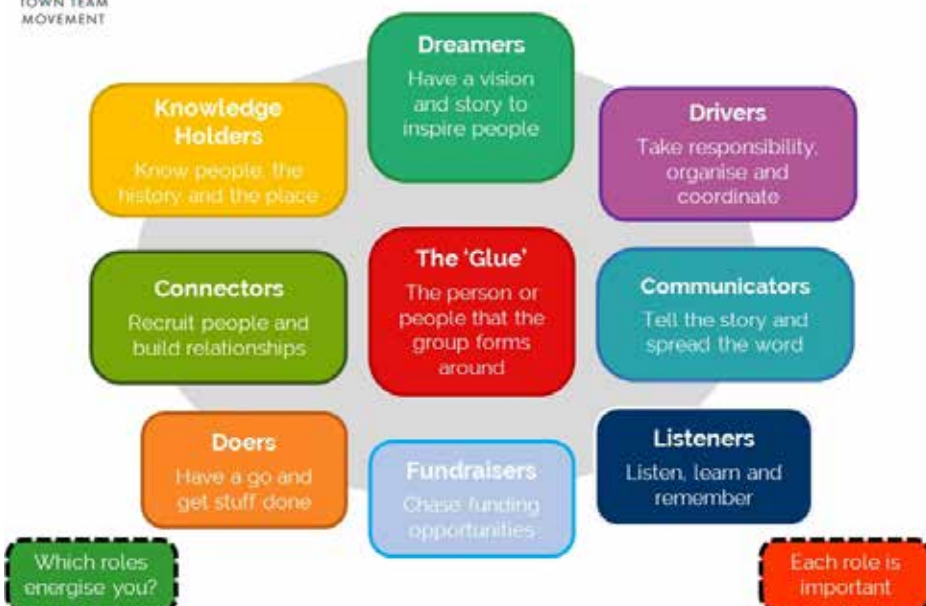 TOWN TEAM
MOVEMENT
Dreamers
Have a vision
and story to
inspire people
Knowledge
Holders
Know people, the
history and the place
Drivers
Take responsibility,
organise and
coordinate
Connectors
Recruit people and
build relationships
The ‘Glue’
The person or
people that the
group forms
around
Communicators
Tell the story and
spread the word
Doers
Have a go and
get stuff done
Fundraisers
Chase funding
opportunities
Listeners
Listen, learn and
remember
Which roles
energise you?
Each role is
important